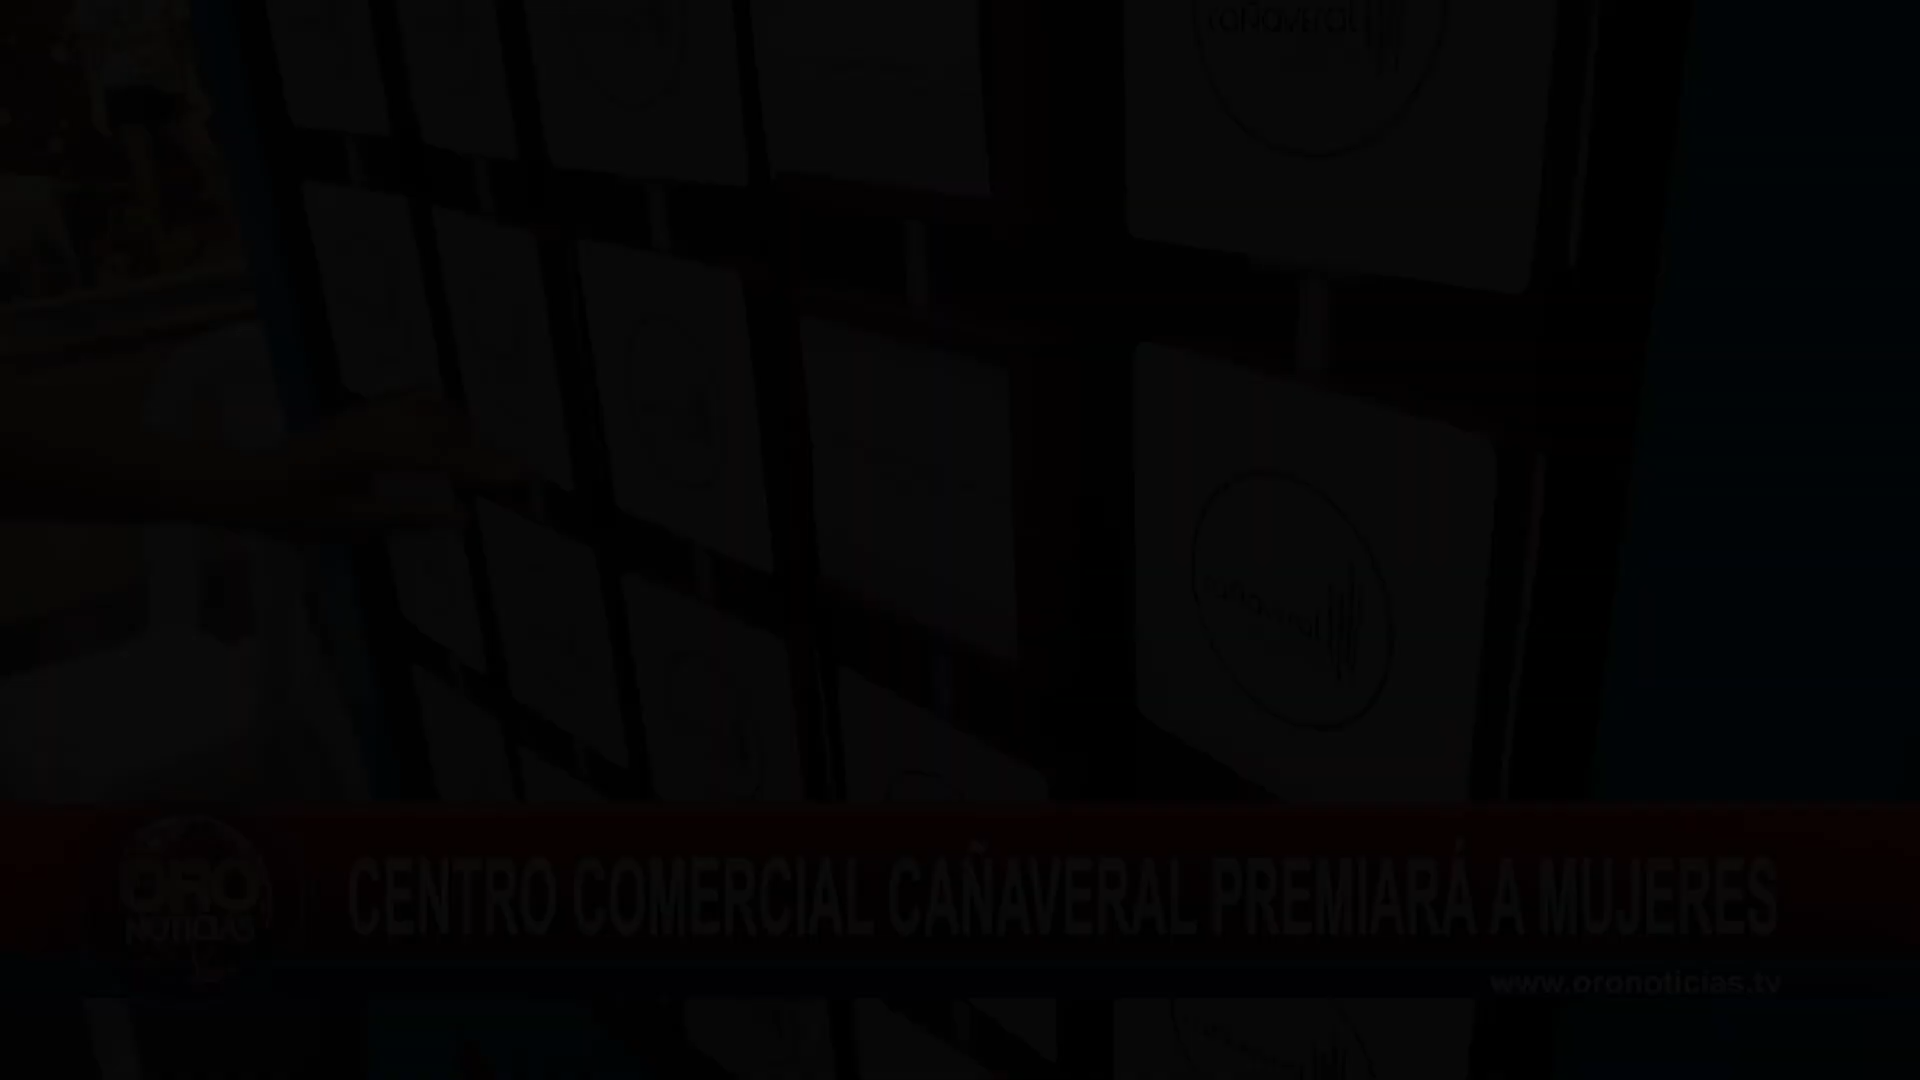 cañaveral
cañaveral
ORO
NOTICIAS
CENTRO COMERCIAL CAÑAVERAL PREMIARÁ A MUJERES
www.oronoticias.tv